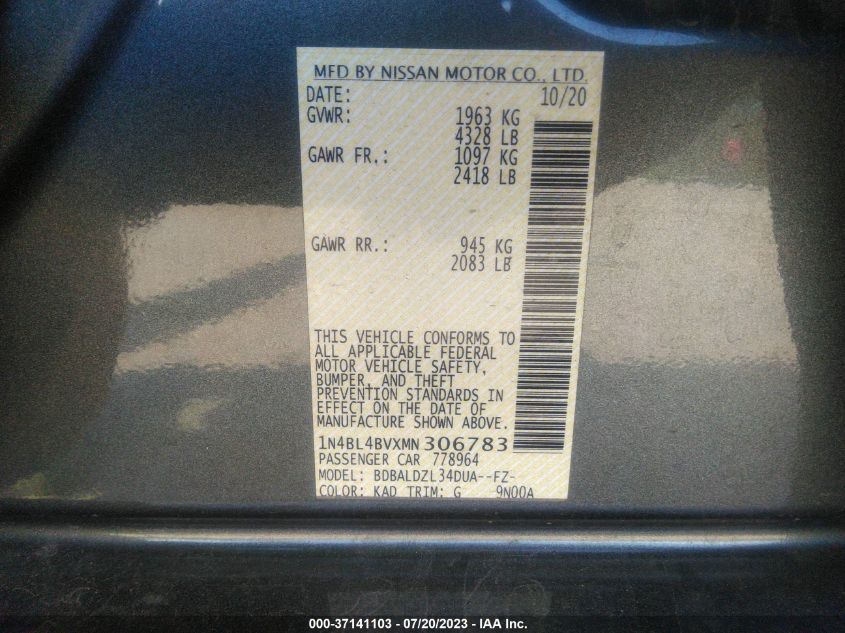 MFD BY NISSAN MOTOR CO., LTD.
DATE: 10/20
GVWR: 1963 KG
4328 LB
GAWR FR.: 1097 KG
2418 LB
GAWR RR.: 945 KG
2083 LB
THIS VEHICLE CONFORMS TO
ALL APPLICABLE FEDERAL
MOTOR VEHICLE SAFETY,
BUMPER, AND THEFT
PREVENTION STANDARDS IN
EFFECT ON THE DATE OF
MANUFACTURE SHOWN ABOVE.
1N4BL4BVXMN306783
PASSENGER CAR 778964
MODEL: BDBALDZL34DUA--FZ-
COLOR: KAD TRIM: G 9N00A
000-37141103 - 07/20/2023 - IAA Inc.